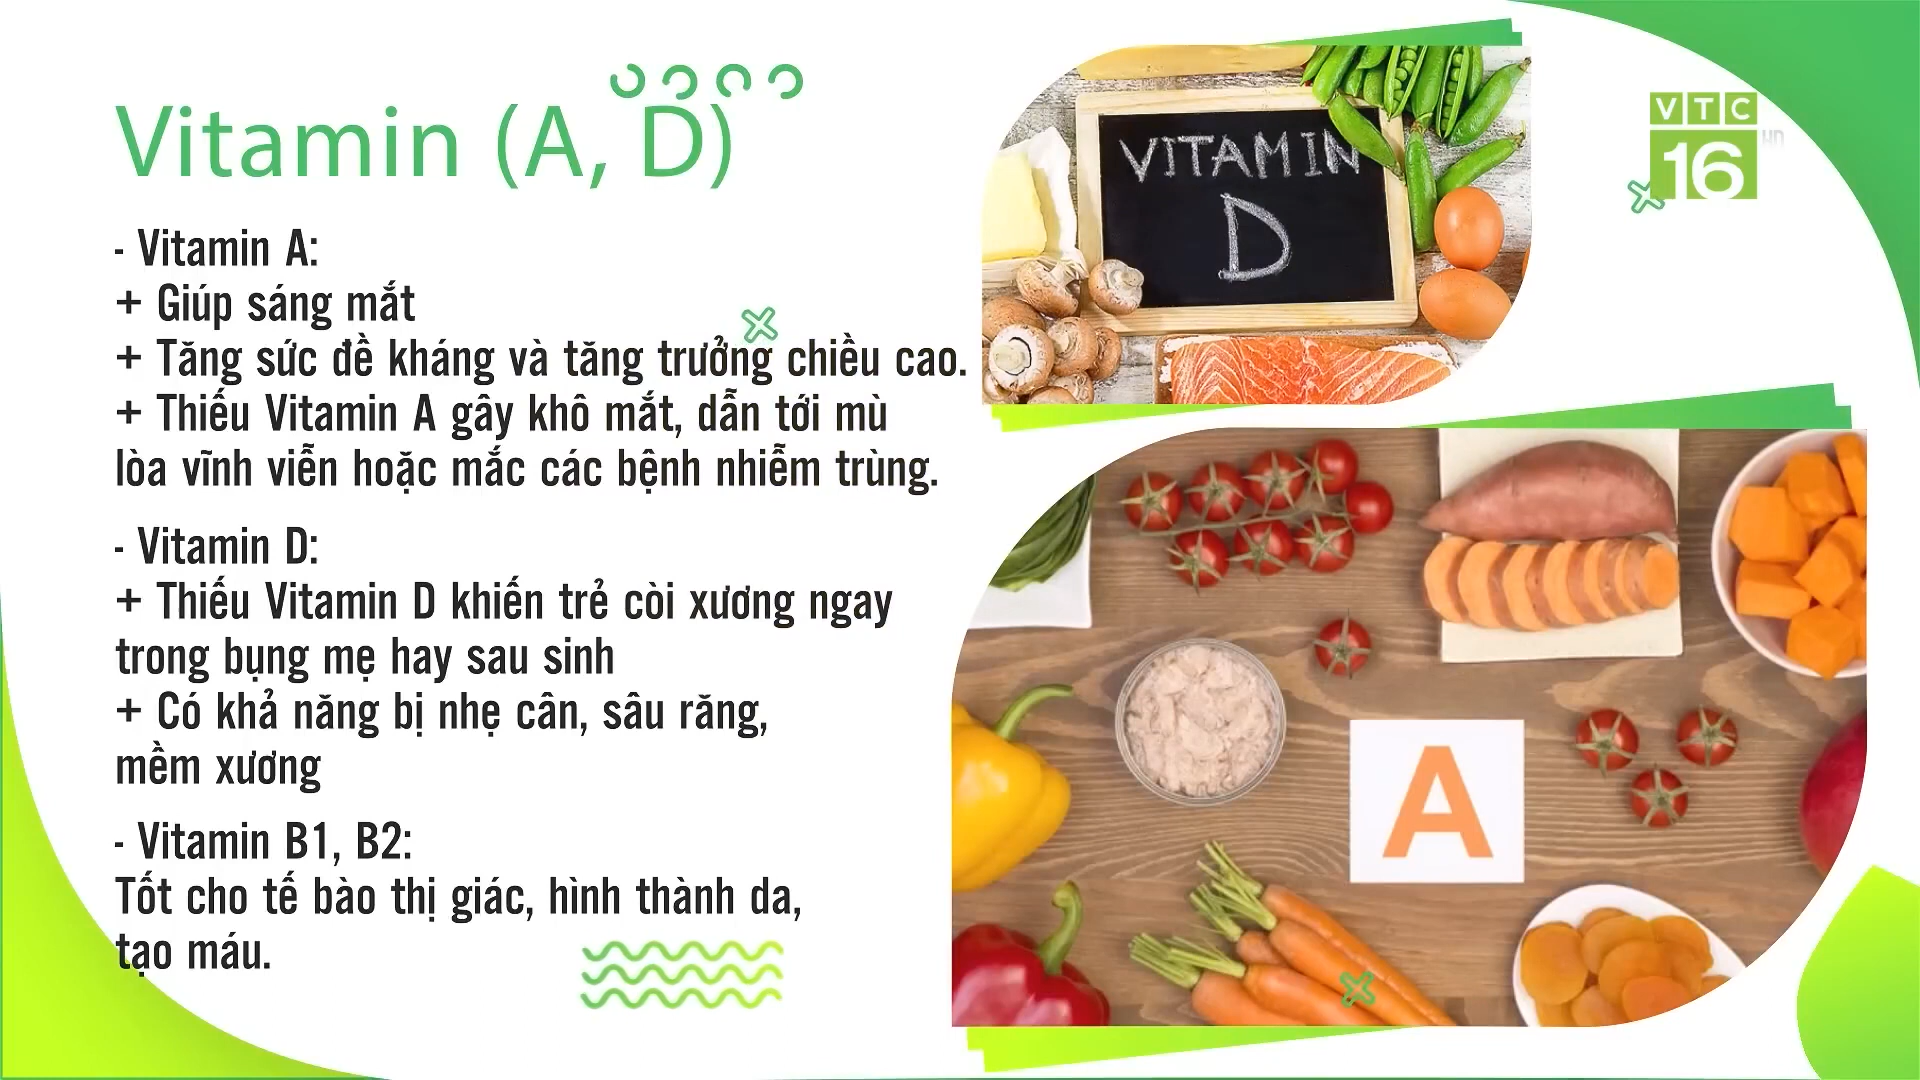 Vitamin (A, D)
- Vitamin A:
+ Giúp sáng mắt
+ Tăng sức đề kháng và tăng trưởng chiều cao.
+ Thiếu Vitamin A gây khô mắt, dẫn tới mù
lòa vĩnh viễn hoặc mắc các bệnh nhiễm trùng.
- Vitamin D:
+ Thiếu Vitamin D khiến trẻ còi xương ngay
trong bụng mẹ hay sau sinh
+ Có khả năng bị nhẹ cân, sâu răng,
mềm xương
- Vitamin B1, B2:
Tốt cho tế bào thị giác, hình thành da,
tạo máu.
VITAMIN
D
VTC
16
HD
A